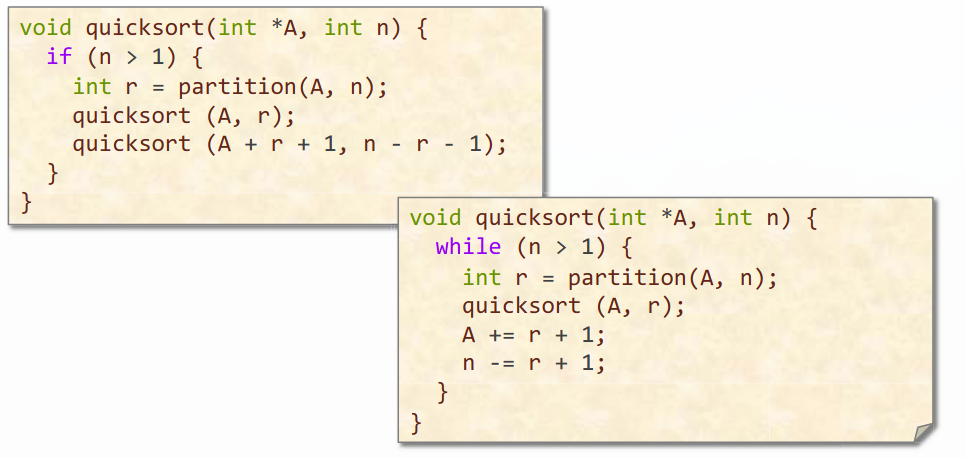 void quicksort(int *A, int n) {
  if (n > 1) {
    int r = partition(A, n);
    quicksort (A, r);
    quicksort (A + r + 1, n - r - 1);
  }
}
void quicksort(int *A, int n) {
  while (n > 1) {
    int r = partition(A, n);
    quicksort (A, r);
    A += r + 1;
    n -= r + 1;
  }
}